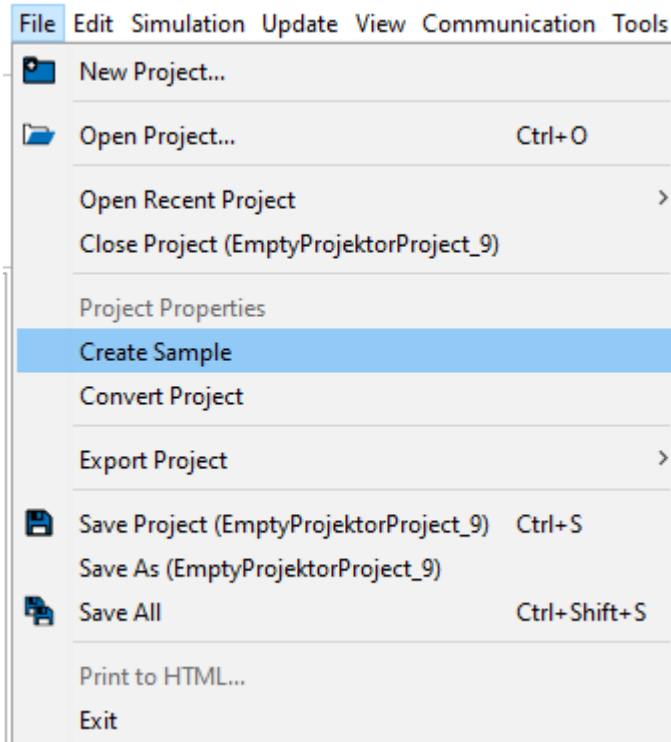 File Edit Simulation Update View Communication Tools
New Project...
Open Project... Ctrl+O
Open Recent Project
Close Project (EmptyProjektorProject_9)
Project Properties
Create Sample
Convert Project
Export Project
Save Project (EmptyProjektorProject_9) Ctrl+S
Save As (EmptyProjektorProject_9)
Save All Ctrl+Shift+S
Print to HTML...
Exit